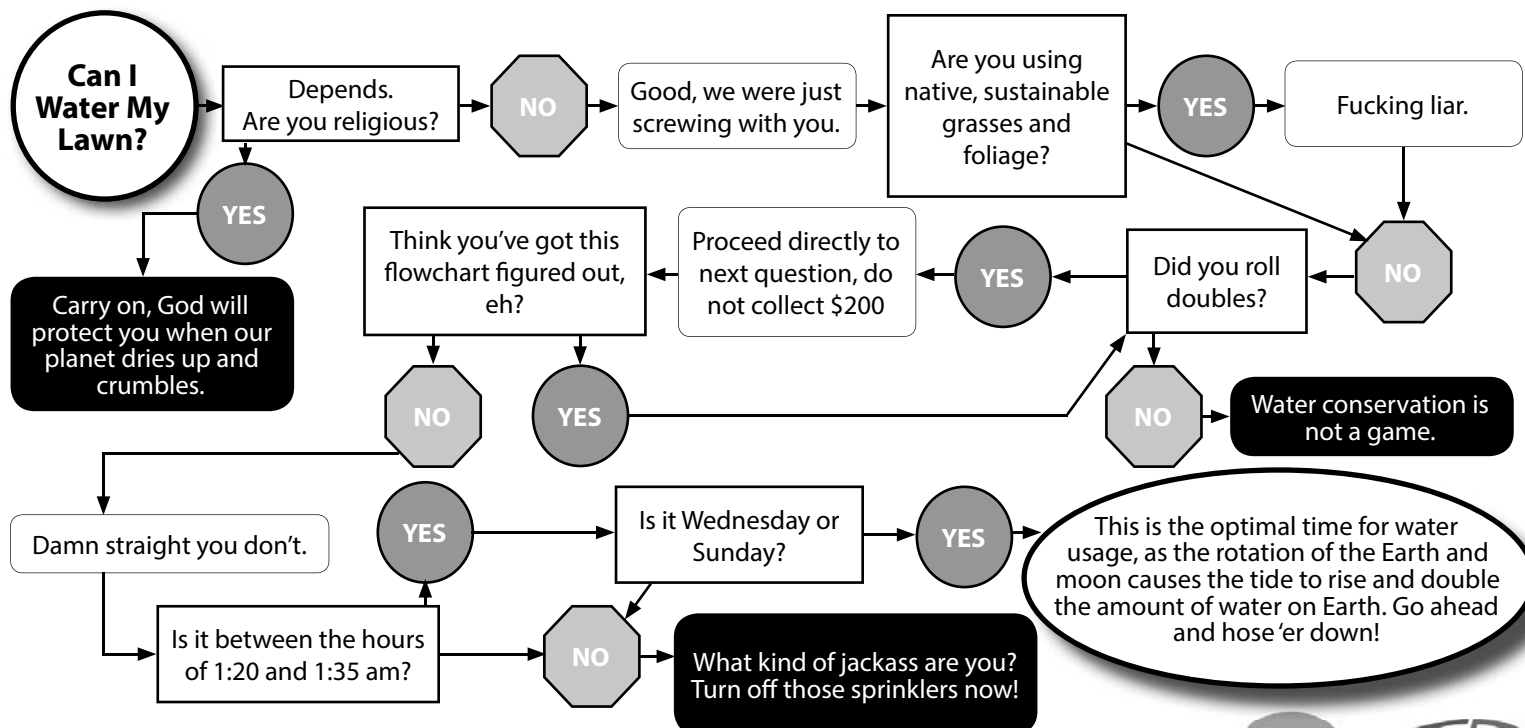 Can I
Water My
Lawn?
Depends.
Are you religious?
NO
Good, we were just
screwing with you.
Are you using
native, sustainable
grasses and
foliage?
YES
Fucking liar.
YES
Carry on, God will
protect you when our
planet dries up and
crumbles.
NO
Did you roll
doubles?
YES
Proceed directly to
next question, do
not collect $200
Think you've got this
flowchart figured out,
eh?
NO
YES
NO
Water conservation is
not a game.
Damn straight you don't.
Is it between the hours
of 1:20 and 1:35 am?
YES
Is it Wednesday or
Sunday?
YES
This is the optimal time for water
usage, as the rotation of the Earth and
moon causes the tide to rise and double
the amount of water on Earth. Go ahead
and hose 'er down!
NO
What kind of jackass are you?
Turn off those sprinklers now!